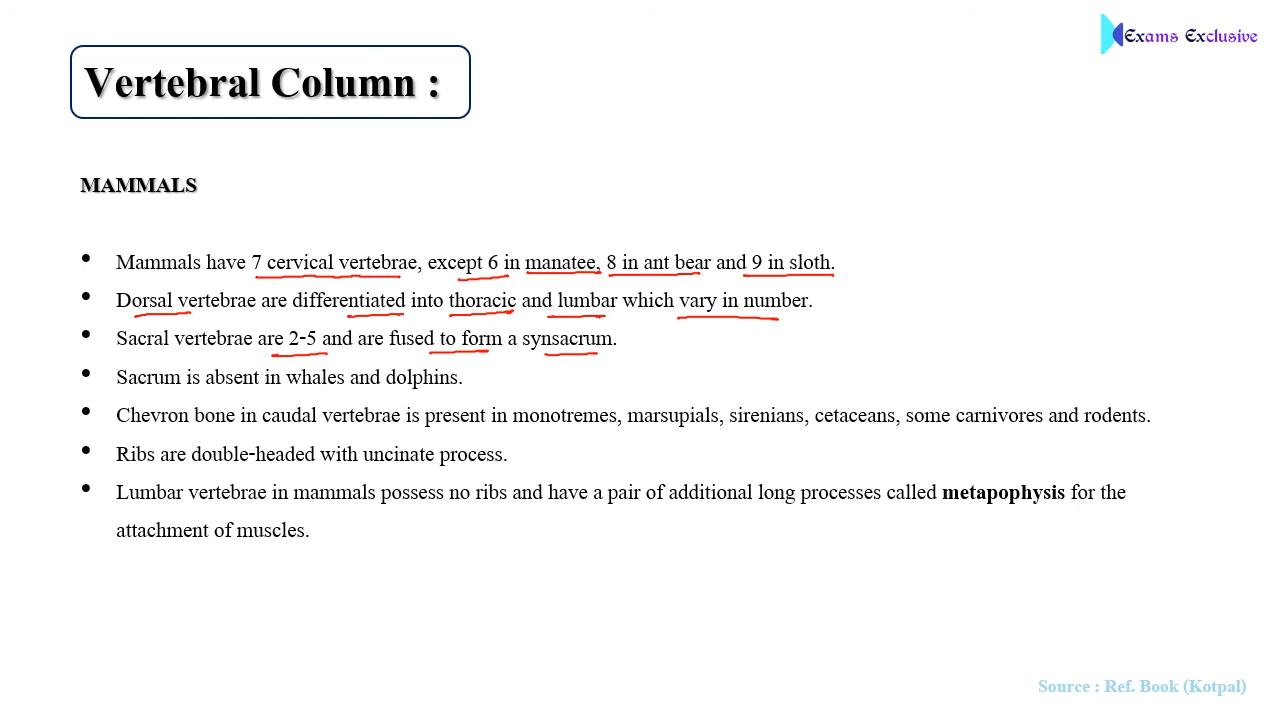 Exams Exclusive
Vertebral Column :
MAMMALS
• Mammals have 7 cervical vertebrae, except 6 in manatee, 8 in ant bear and 9 in sloth.
• Dorsal vertebrae are differentiated into thoracic and lumbar which vary in number.
• Sacral vertebrae are 2-5 and are fused to form a synsacrum.
• Sacrum is absent in whales and dolphins.
• Chevron bone in caudal vertebrae is present in monotremes, marsupials, sirenians, cetaceans, some carnivores and rodents.
• Ribs are double-headed with uncinate process.
• Lumbar vertebrae in mammals possess no ribs and have a pair of additional long processes called metapophysis for the
attachment of muscles.
Source : Ref. Book (Kotpal)